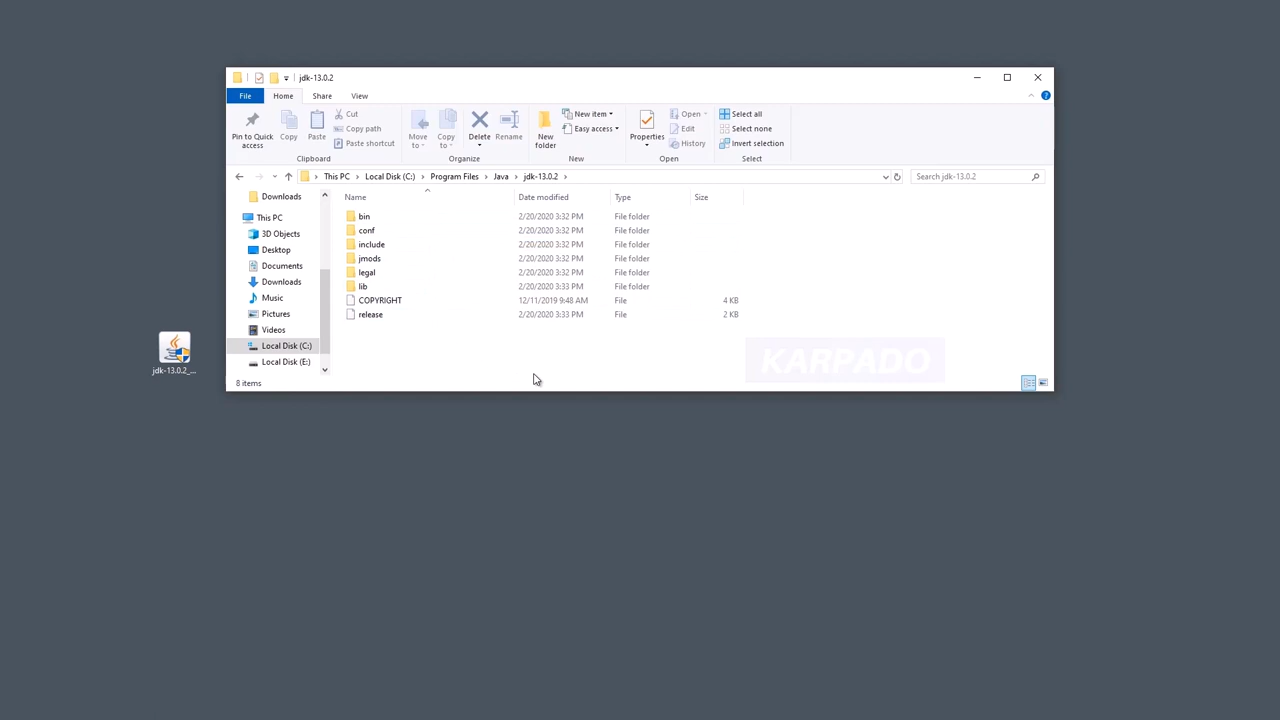 jdk-13.0.2
File Home Share View
Pin to Quick access
Copy
Paste
Cut
Copy path
Paste shortcut
Clipboard
Move to
Copy to
Delete
Rename
Organize
New folder
New item
Easy access
New
Properties
Open
Edit
History
Open
Select all
Select none
Invert selection
Select
This PC > Local Disk (C:) > Program Files > Java > jdk-13.0.2 >
Search jdk-13.0.2
Downloads
This PC
3D Objects
Desktop
Documents
Downloads
Music
Pictures
Videos
Local Disk (C:)
Local Disk (E:)
Name Date modified Type Size
bin 2/20/2020 3:32 PM File folder
conf 2/20/2020 3:32 PM File folder
include 2/20/2020 3:32 PM File folder
jmods 2/20/2020 3:32 PM File folder
legal 2/20/2020 3:32 PM File folder
lib 2/20/2020 3:33 PM File folder
COPYRIGHT 12/11/2019 9:48 AM File 4 KB
release 2/20/2020 3:33 PM File 2 KB
KARPADO
8 items
jdk-13.0.2_...